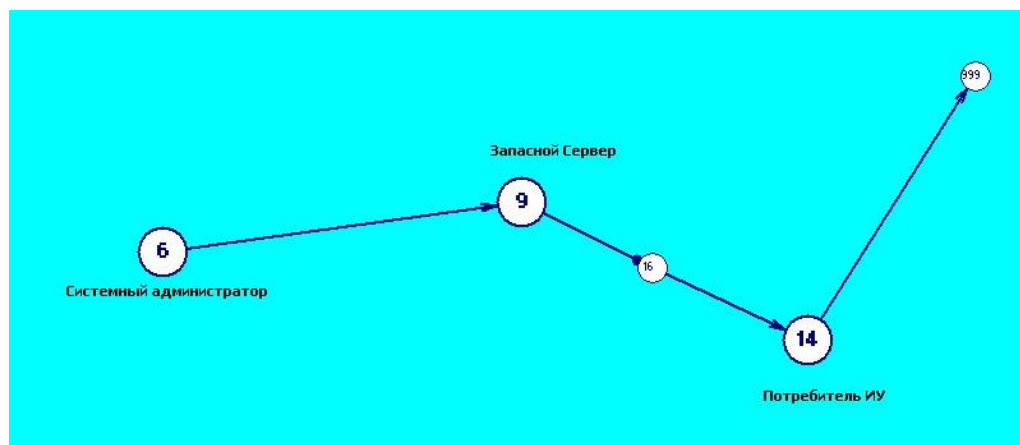 999
Запасной Сервер
9
6
16
Системный администратор
14
Потребитель ИУ